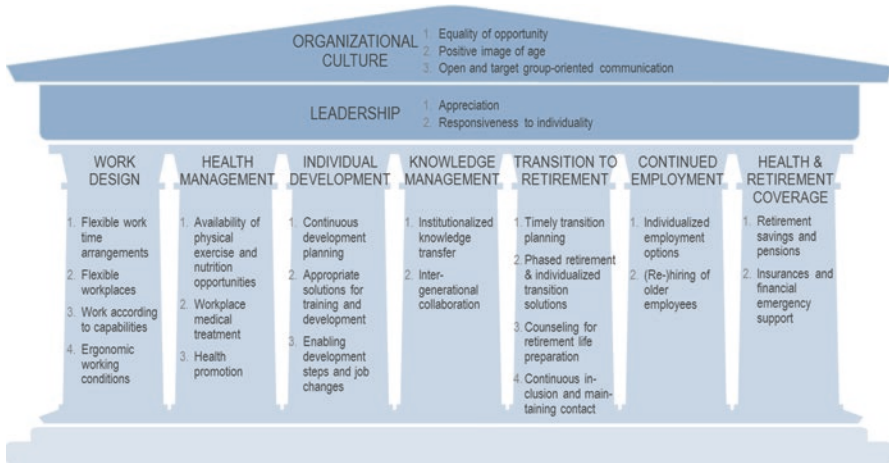 ORGANIZATIONAL
CULTURE
1. Equality of opportunity
2. Positive image of age
3. Open and target group-oriented communication
LEADERSHIP
1. Appreciation
2. Responsiveness to individuality
WORK
DESIGN
1. Flexible work
time
arrangements
2. Flexible
workplaces
3. Work according
to capabilities
4. Ergonomic
working
conditions
HEALTH
MANAGEMENT
1. Availability of
physical
exercise and
nutrition
opportunities
2. Workplace
medical
treatment
3. Health
promotion
INDIVIDUAL
DEVELOPMENT
1. Continuous
development
planning
2. Appropriate
solutions for
training and
development
3. Enabling
development
steps and job
changes
KNOWLEDGE
MANAGEMENT
1. Institutionalized
knowledge
transfer
2. Inter-
generational
collaboration
TRANSITION TO
RETIREMENT
1. Timely transition
planning
2. Phased retirement
& individualized
transition
solutions
3. Counseling for
retirement life
preparation
4. Continuous in-
clusion and main-
taining contact
CONTINUED
EMPLOYMENT
1. Individualized
employment
options
2. (Re-)hiring of
older
employees
HEALTH &
RETIREMENT
COVERAGE
1. Retirement
savings and
pensions
2. Insurances and
financial
emergency
support